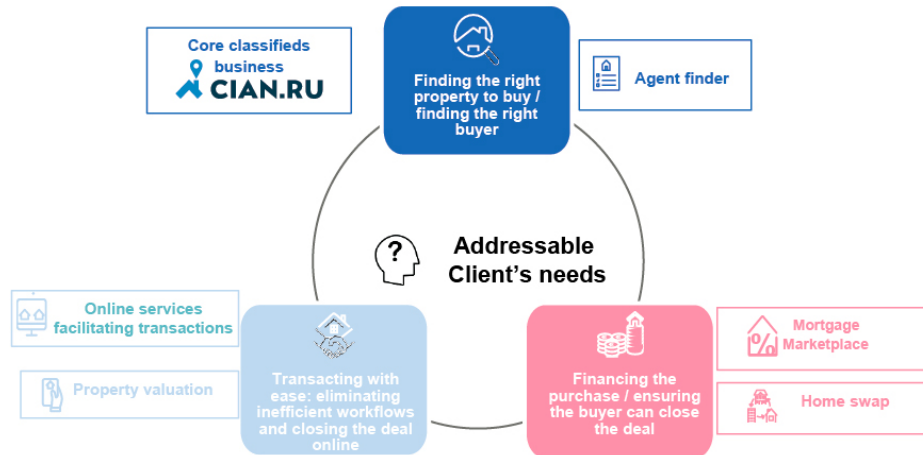 Core classifieds
business
CIAN.RU
Finding the right
property to buy /
finding the right
buyer
Agent finder
?
Addressable
Client's needs
Online services
facilitating transactions
Property valuation
Transacting with
ease: eliminating
inefficient workflows
and closing the deal
online
Financing the
purchase / ensuring
the buyer can close
the deal
%
Mortgage
Marketplace
Home swap